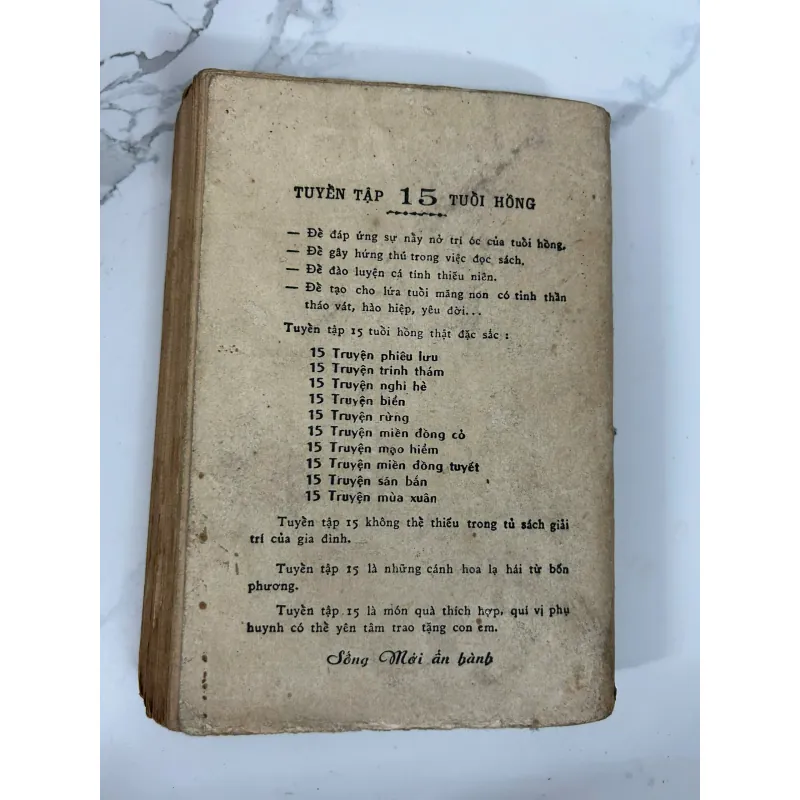 TUYỂN TẬP 15 TUỔI HỒNG
— Để đáp ứng sự nẩy nở trí óc của tuổi hồng.
— Để gây hứng thú trong việc đọc sách.
— Để đào luyện cá tính thiếu niên.
— Để tạo cho lứa tuổi măng non có tinh thần
tháo vát, hào hiệp, yêu đời...
Tuyển tập 15 tuổi hồng thật đặc sắc :
15 Truyện phiêu lưu
15 Truyện trinh thám
15 Truyện nghỉ hè
15 Truyện biển
15 Truyện rừng
15 Truyện miền đồng cỏ
15 Truyện mạo hiểm
15 Truyện miền đồng tuyết
15 Truyện săn bắn
15 Truyện mùa xuân
Tuyển tập 15 không thể thiếu trong tủ sách giải
trí của gia đình.
Tuyển tập 15 là những cánh hoa lạ hái từ bốn
phương.
Tuyển tập 15 là món quà thích hợp, quí vị phụ
huynh có thể yên tâm trao tặng con em.
Sống Mới ấn hành